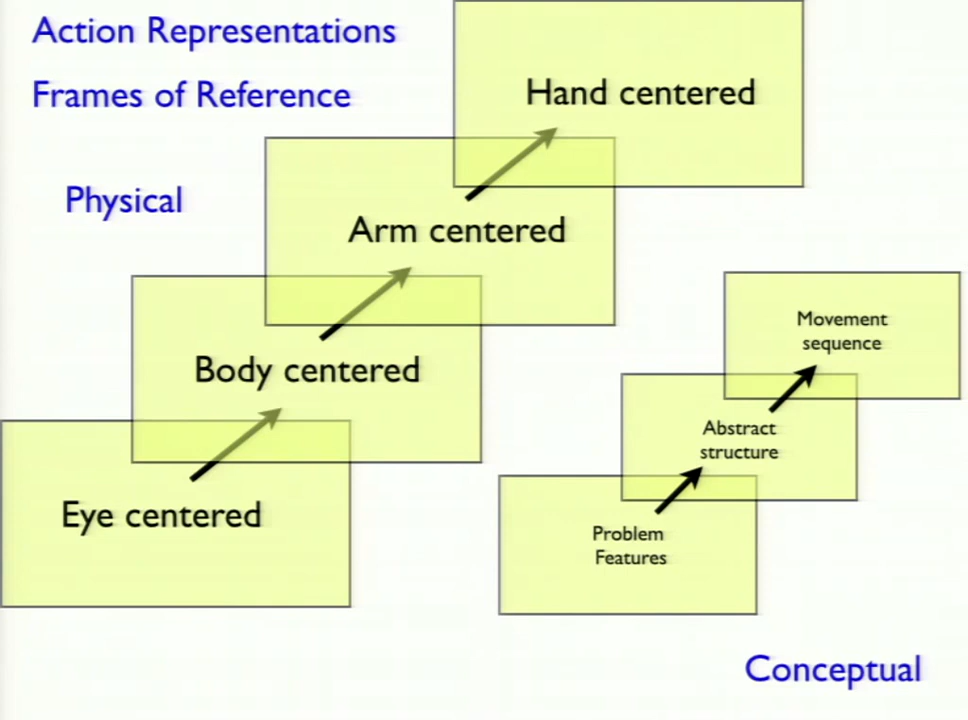 Action Representations
Frames of Reference
Hand centered
Physical
Arm centered
Body centered
Eye centered
Movement
sequence
Abstract
structure
Problem
Features
Conceptual